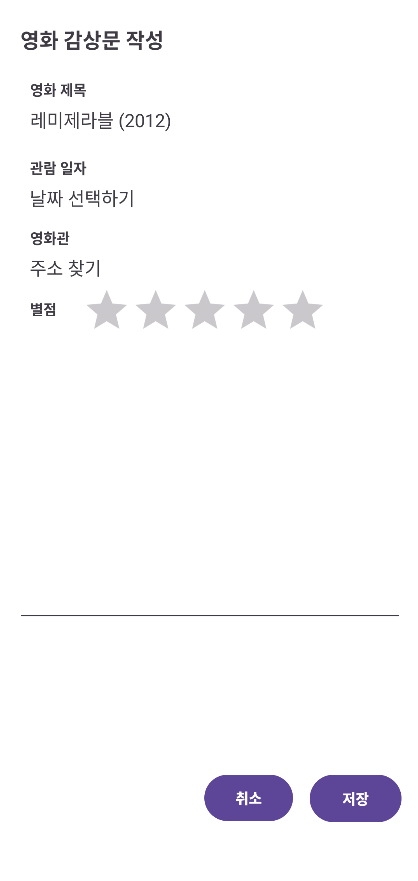 영화 감상문 작성
영화 제목
레미제라블 (2012)
관람 일자
날짜 선택하기
영화관
주소 찾기
별점
취소 저장